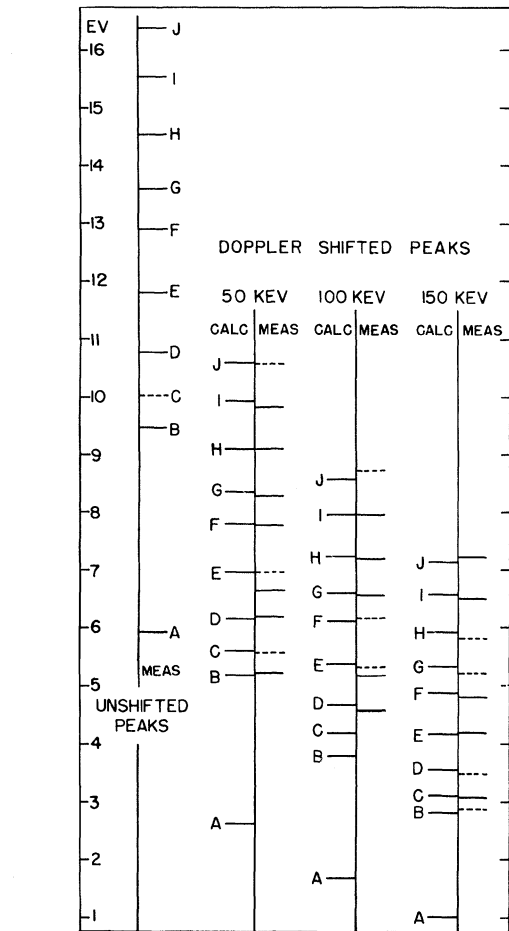 EV
J
16
I
15
H
14
G
13
F
DOPPLER SHIFTED PEAKS
12
E
50 KEV 100 KEV 150 KEV
11
CALC MEAS CALC MEAS CALC MEAS
D
J
10
C
I
B
9
H
J
G
8
F
I
H
J
7
E
G
I
6
A
D
F
H
MEAS
C
E
G
5
B
UNSHIFTED
PEAKS
D
F
4
C
E
B
D
3
C
B
A
2
A
1
A